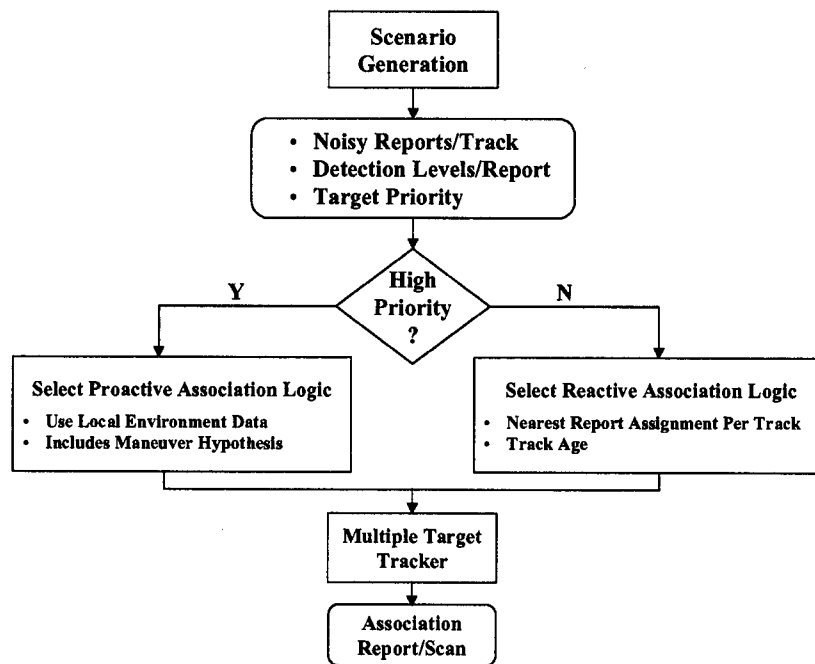 Scenario
Generation
• Noisy Reports/Track
• Detection Levels/Report
• Target Priority
High
Priority
?
Y
N
Select Proactive Association Logic
• Use Local Environment Data
• Includes Maneuver Hypothesis
Select Reactive Association Logic
• Nearest Report Assignment Per Track
• Track Age
Multiple Target
Tracker
Association
Report/Scan